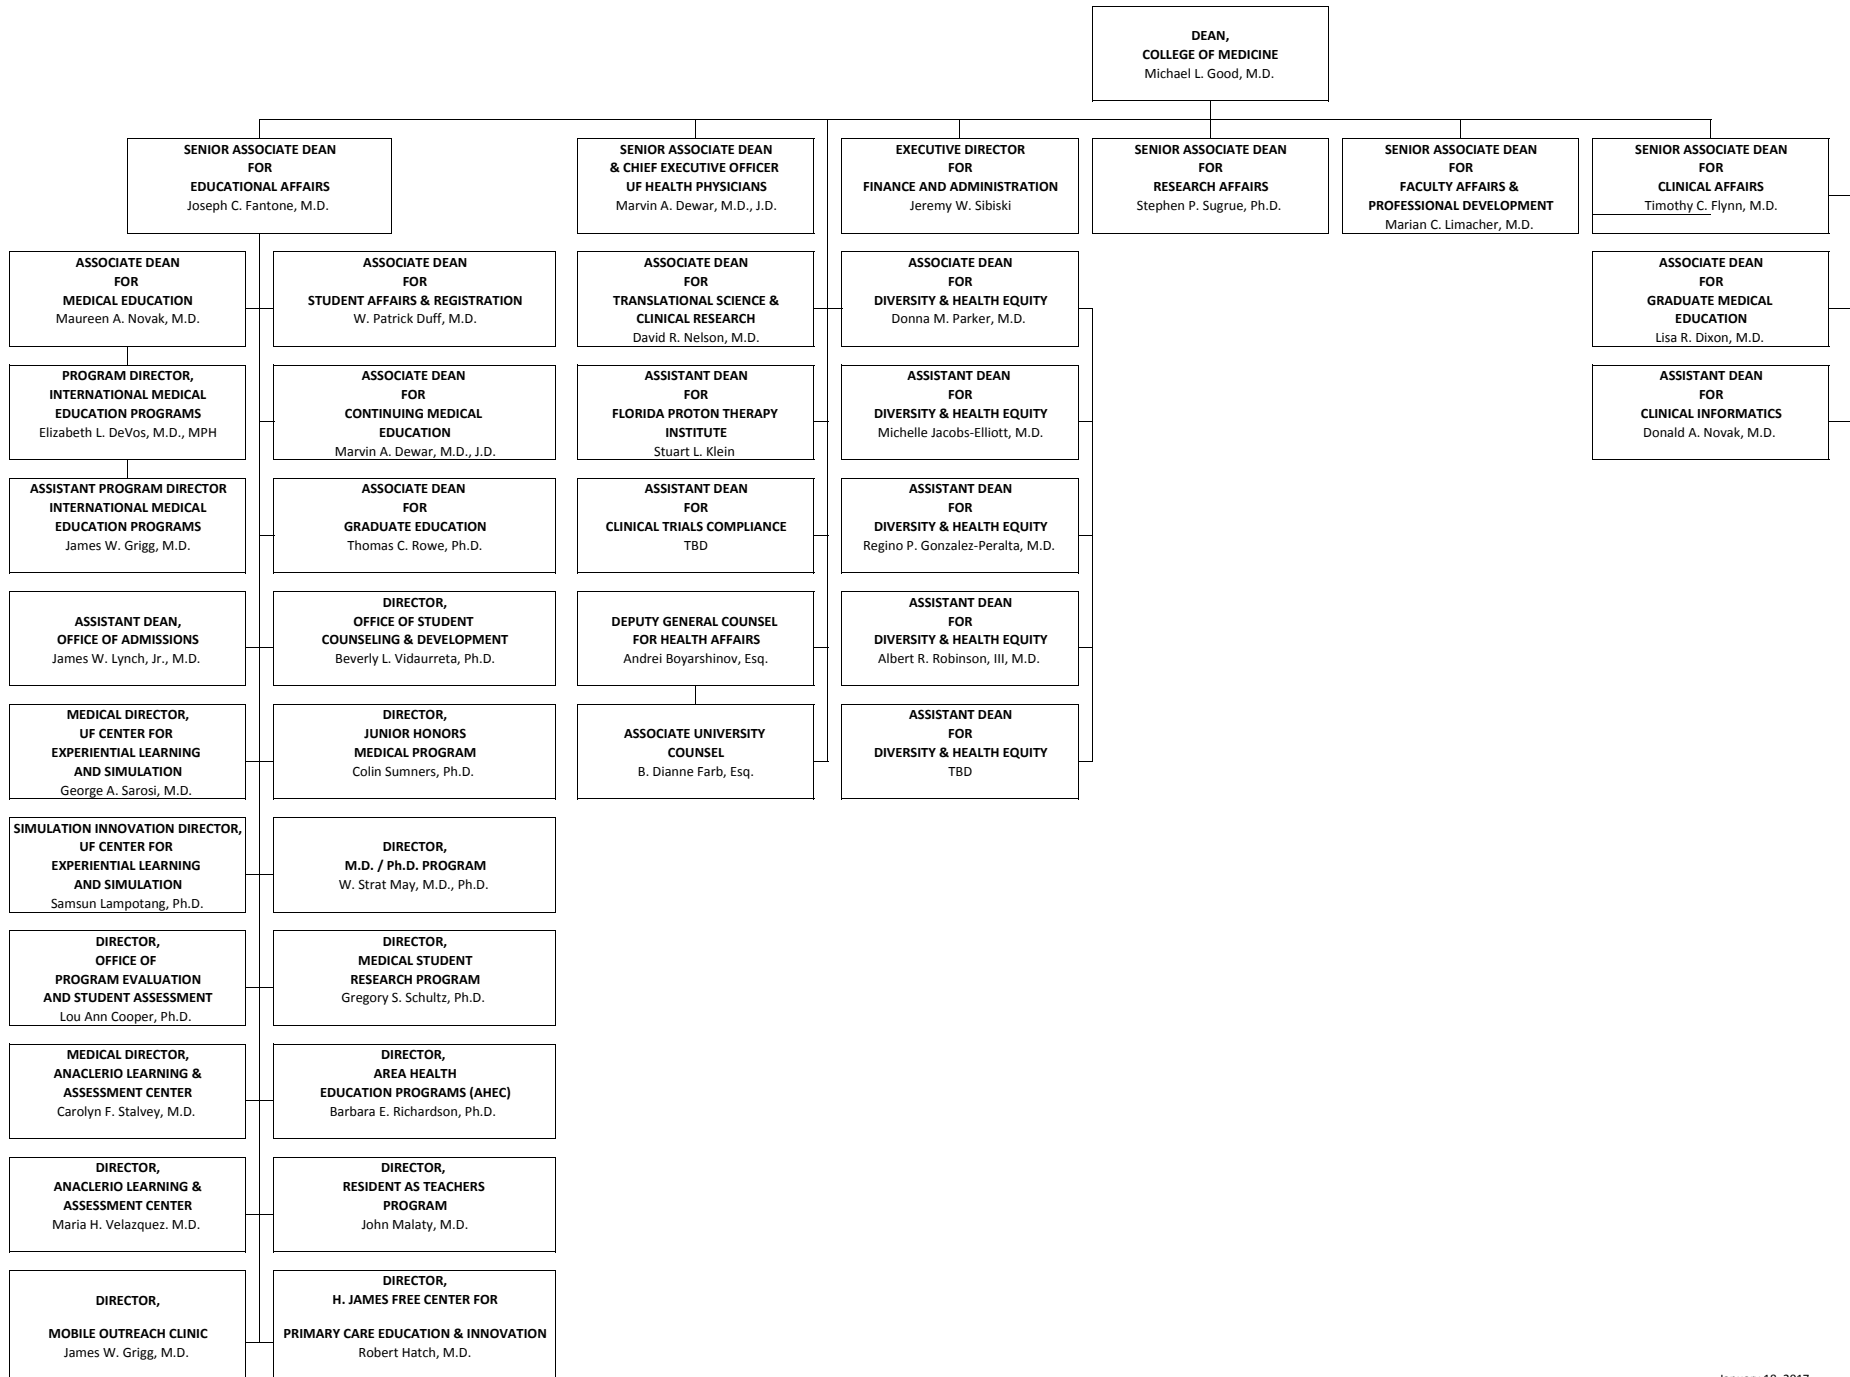 DEAN,
COLLEGE OF MEDICINE
Michael L. Good, M.D.
SENIOR ASSOCIATE DEAN
FOR
EDUCATIONAL AFFAIRS
Joseph C. Fantone, M.D.
SENIOR ASSOCIATE DEAN
& CHIEF EXECUTIVE OFFICER
UF HEALTH PHYSICIANS
Marvin A. Dewar, M.D., J.D.
EXECUTIVE DIRECTOR
FOR
FINANCE AND ADMINISTRATION
Jeremy W. Sibiski
SENIOR ASSOCIATE DEAN
FOR
RESEARCH AFFAIRS
Stephen P. Sugrue, Ph.D.
SENIOR ASSOCIATE DEAN
FOR
FACULTY AFFAIRS &
PROFESSIONAL DEVELOPMENT
Marian C. Limacher, M.D.
SENIOR ASSOCIATE DEAN
FOR
CLINICAL AFFAIRS
Timothy C. Flynn, M.D.
ASSOCIATE DEAN
FOR
MEDICAL EDUCATION
Maureen A. Novak, M.D.
ASSOCIATE DEAN
FOR
STUDENT AFFAIRS & REGISTRATION
W. Patrick Duff, M.D.
ASSOCIATE DEAN
FOR
TRANSLATIONAL SCIENCE &
CLINICAL RESEARCH
David R. Nelson, M.D.
ASSOCIATE DEAN
FOR
DIVERSITY & HEALTH EQUITY
Donna M. Parker, M.D.
ASSOCIATE DEAN
FOR
GRADUATE MEDICAL
EDUCATION
Lisa R. Dixon, M.D.
PROGRAM DIRECTOR,
INTERNATIONAL MEDICAL
EDUCATION PROGRAMS
Elizabeth L. DeVos, M.D., MPH
ASSOCIATE DEAN
FOR
CONTINUING MEDICAL
EDUCATION
Marvin A. Dewar, M.D., J.D.
ASSISTANT DEAN
FOR
FLORIDA PROTON THERAPY
INSTITUTE
Stuart L. Klein
ASSISTANT DEAN
FOR
DIVERSITY & HEALTH EQUITY
Michelle Jacobs-Elliott, M.D.
ASSISTANT DEAN
FOR
CLINICAL INFORMATICS
Donald A. Novak, M.D.
ASSISTANT PROGRAM DIRECTOR
INTERNATIONAL MEDICAL
EDUCATION PROGRAMS
James W. Grigg, M.D.
ASSOCIATE DEAN
FOR
GRADUATE EDUCATION
Thomas C. Rowe, Ph.D.
ASSISTANT DEAN
FOR
CLINICAL TRIALS COMPLIANCE
TBD
ASSISTANT DEAN
FOR
DIVERSITY & HEALTH EQUITY
Regino P. Gonzalez-Peralta, M.D.
ASSISTANT DEAN,
OFFICE OF ADMISSIONS
James W. Lynch, Jr., M.D.
DIRECTOR,
OFFICE OF STUDENT
COUNSELING & DEVELOPMENT
Beverly L. Vidaurreta, Ph.D.
DEPUTY GENERAL COUNSEL
FOR HEALTH AFFAIRS
Andrei Boyarshinov, Esq.
ASSISTANT DEAN
FOR
DIVERSITY & HEALTH EQUITY
Albert R. Robinson, III, M.D.
MEDICAL DIRECTOR,
UF CENTER FOR
EXPERIENTIAL LEARNING
AND SIMULATION
George A. Sarosi, M.D.
DIRECTOR,
JUNIOR HONORS
MEDICAL PROGRAM
Colin Sumners, Ph.D.
ASSOCIATE UNIVERSITY
COUNSEL
B. Dianne Farb, Esq.
ASSISTANT DEAN
FOR
DIVERSITY & HEALTH EQUITY
TBD
SIMULATION INNOVATION DIRECTOR,
UF CENTER FOR
EXPERIENTIAL LEARNING
AND SIMULATION
Samsun Lampotang, Ph.D.
DIRECTOR,
M.D. / Ph.D. PROGRAM
W. Strat May, M.D., Ph.D.
DIRECTOR,
OFFICE OF
PROGRAM EVALUATION
AND STUDENT ASSESSMENT
Lou Ann Cooper, Ph.D.
DIRECTOR,
MEDICAL STUDENT
RESEARCH PROGRAM
Gregory S. Schultz, Ph.D.
MEDICAL DIRECTOR,
ANACLERIO LEARNING &
ASSESSMENT CENTER
Carolyn F. Stalvey, M.D.
DIRECTOR,
AREA HEALTH
EDUCATION PROGRAMS (AHEC)
Barbara E. Richardson, Ph.D.
DIRECTOR,
ANACLERIO LEARNING &
ASSESSMENT CENTER
Maria H. Velazquez. M.D.
DIRECTOR,
RESIDENT AS TEACHERS
PROGRAM
John Malaty, M.D.
DIRECTOR,
MOBILE OUTREACH CLINIC
James W. Grigg, M.D.
DIRECTOR,
H. JAMES FREE CENTER FOR
PRIMARY CARE EDUCATION & INNOVATION
Robert Hatch, M.D.